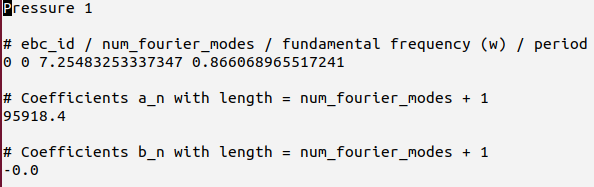 Pressure 1
# ebc_id / num_fourier_modes / fundamental frequency (w) / period
0 0 7.25483253337347 0.866068965517241
# Coefficients a_n with length = num_fourier_modes + 1
95918.4
# Coefficients b_n with length = num_fourier_modes + 1
-0.0